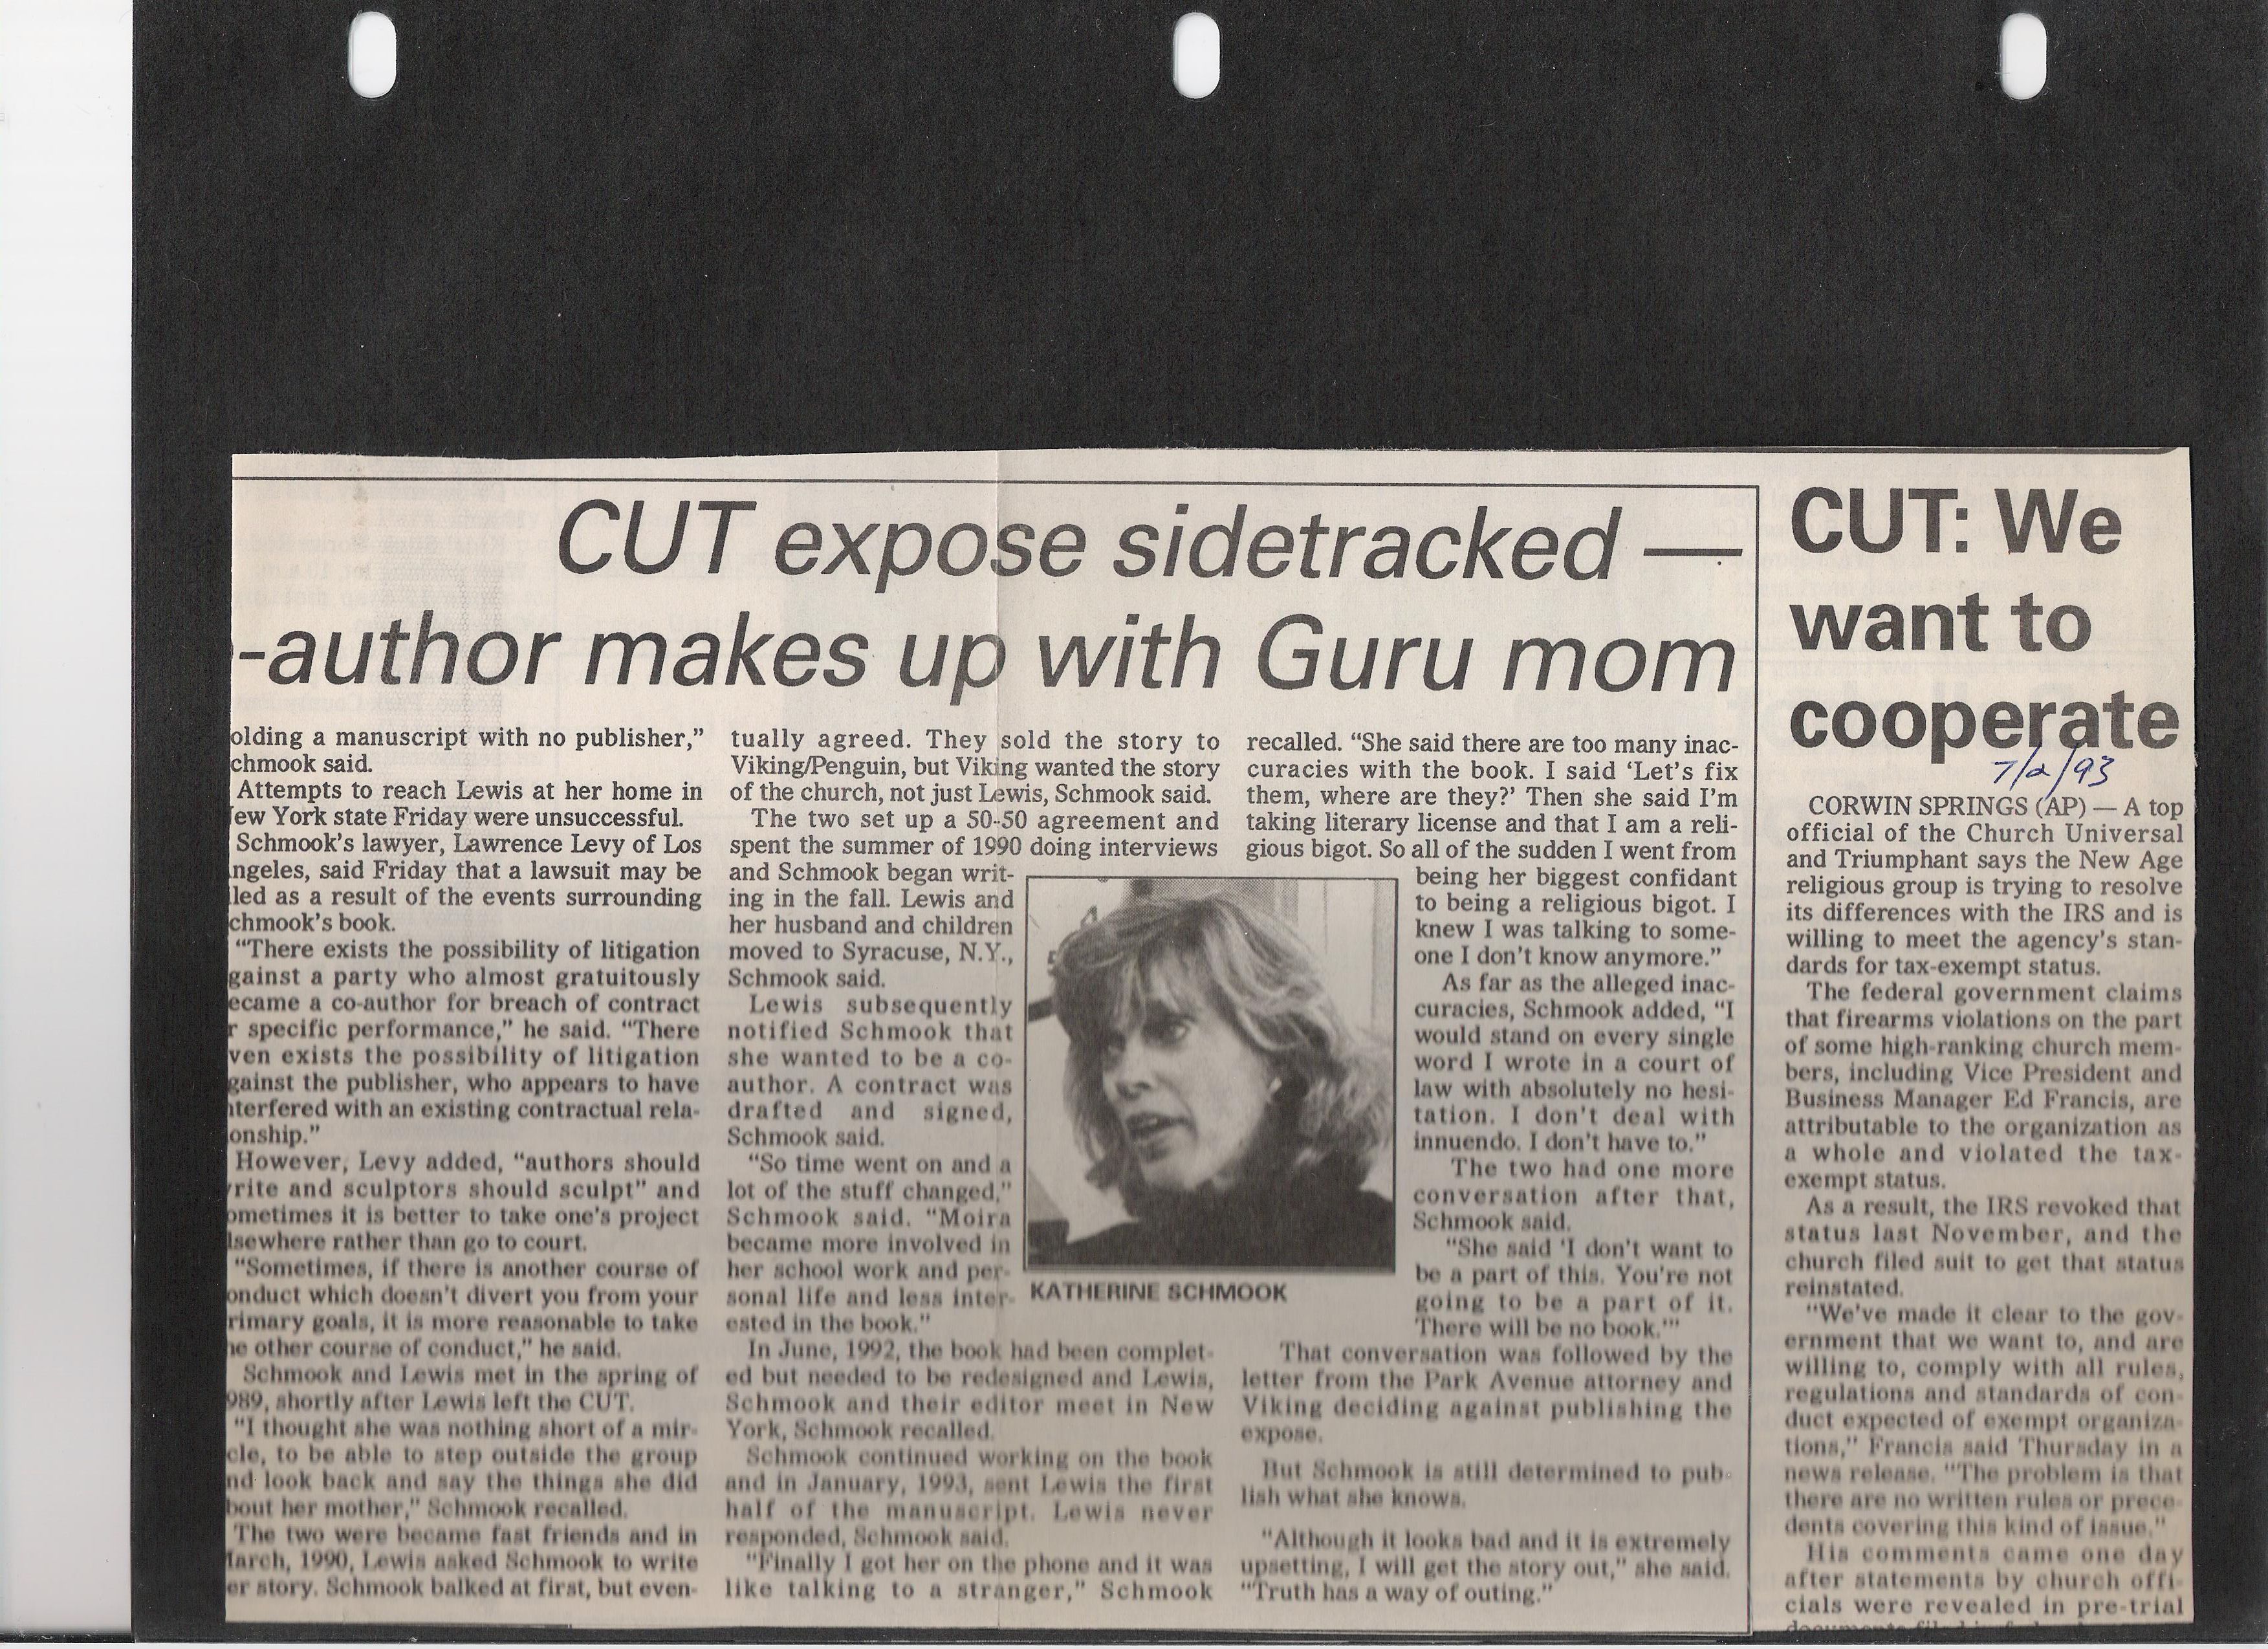 CUT expose sidetracked —
-author makes up with Guru mom
olding a manuscript with no publisher,”
chmook said.
Attempts to reach Lewis at her home in
ew York state Friday were unsuccessful.
Schmook's lawyer, Lawrence Levy of Los
ngeles, said Friday that a lawsuit may be
led as a result of the events surrounding
chmook's book.
“There exists the possibility of litigation
gainst a party who almost gratuitously
ecame a co-author for breach of contract
r specific performance,” he said. “There
ven exists the possibility of litigation
gainst the publisher, who appears to have
nterfered with an existing contractual rela-
onship.”
However, Levy added, “authors should
rite and sculptors should sculpt” and
ometimes it is better to take one's project
lsewhere rather than go to court.
“Sometimes, if there is another course of
onduct which doesn't divert you from your
rimary goals, it is more reasonable to take
he other course of conduct,” he said.
Schmook and Lewis met in the spring of
989, shortly after Lewis left the CUT.
“I thought she was nothing short of a mir-
cle, to be able to step outside the group
nd look back and say the things she did
bout her mother,” Schmook recalled.
The two were became fast friends and in
March, 1990, Lewis asked Schmook to write
er story. Schmook balked at first, but even-
tually agreed. They sold the story to
Viking/Penguin, but Viking wanted the story
of the church, not just Lewis, Schmook said.
The two set up a 50-50 agreement and
spent the summer of 1990 doing interviews
and Schmook began writ-
ing in the fall. Lewis and
her husband and children
moved to Syracuse, N.Y.,
Schmook said.
Lewis subsequently
notified Schmook that
she wanted to be a co-
author. A contract was
drafted and signed,
Schmook said.
“So time went on and a
lot of the stuff changed,”
Schmook said. “Moira
became more involved in
her school work and per-
sonal life and less inter-
ested in the book.”
In June, 1992, the book had been complet-
ed but needed to be redesigned and Lewis,
Schmook and their editor meet in New
York, Schmook recalled.
Schmook continued working on the book
and in January, 1993, sent Lewis the first
half of the manuscript. Lewis never
responded, Schmook said.
“Finally I got her on the phone and it was
like talking to a stranger,” Schmook
KATHERINE SCHMOOK
recalled. “She said there are too many inac-
curacies with the book. I said ‘Let's fix
them, where are they?’ Then she said I'm
taking literary license and that I am a reli-
gious bigot. So all of the sudden I went from
being her biggest confidant
to being a religious bigot. I
knew I was talking to some-
one I don't know anymore.”
As far as the alleged inac-
curacies, Schmook added, “I
would stand on every single
word I wrote in a court of
law with absolutely no hesi-
tation. I don't deal with
innuendo. I don't have to.”
The two had one more
conversation after that,
Schmook said.
“She said ‘I don't want to
be a part of this. You're not
going to be a part of it.
There will be no book.’”
That conversation was followed by the
letter from the Park Avenue attorney and
Viking deciding against publishing the
expose.
But Schmook is still determined to pub-
lish what she knows.
“Although it looks bad and it is extremely
upsetting, I will get the story out,” she said.
“Truth has a way of outing.”
CUT: We
want to
cooperate
7/2/93
CORWIN SPRINGS (AP) — A top
official of the Church Universal
and Triumphant says the New Age
religious group is trying to resolve
its differences with the IRS and is
willing to meet the agency's stan-
dards for tax-exempt status.
The federal government claims
that firearms violations on the part
of some high-ranking church mem-
bers, including Vice President and
Business Manager Ed Francis, are
attributable to the organization as
a whole and violated the tax-
exempt status.
As a result, the IRS revoked that
status last November, and the
church filed suit to get that status
reinstated.
“We've made it clear to the gov-
ernment that we want to, and are
willing to, comply with all rules,
regulations and standards of con-
duct expected of exempt organiza-
tions,” Francis said Thursday in a
news release. “The problem is that
there are no written rules or prece-
dents covering this kind of issue.”
His comments came one day
after statements by church offi-
cials were revealed in pre-trial